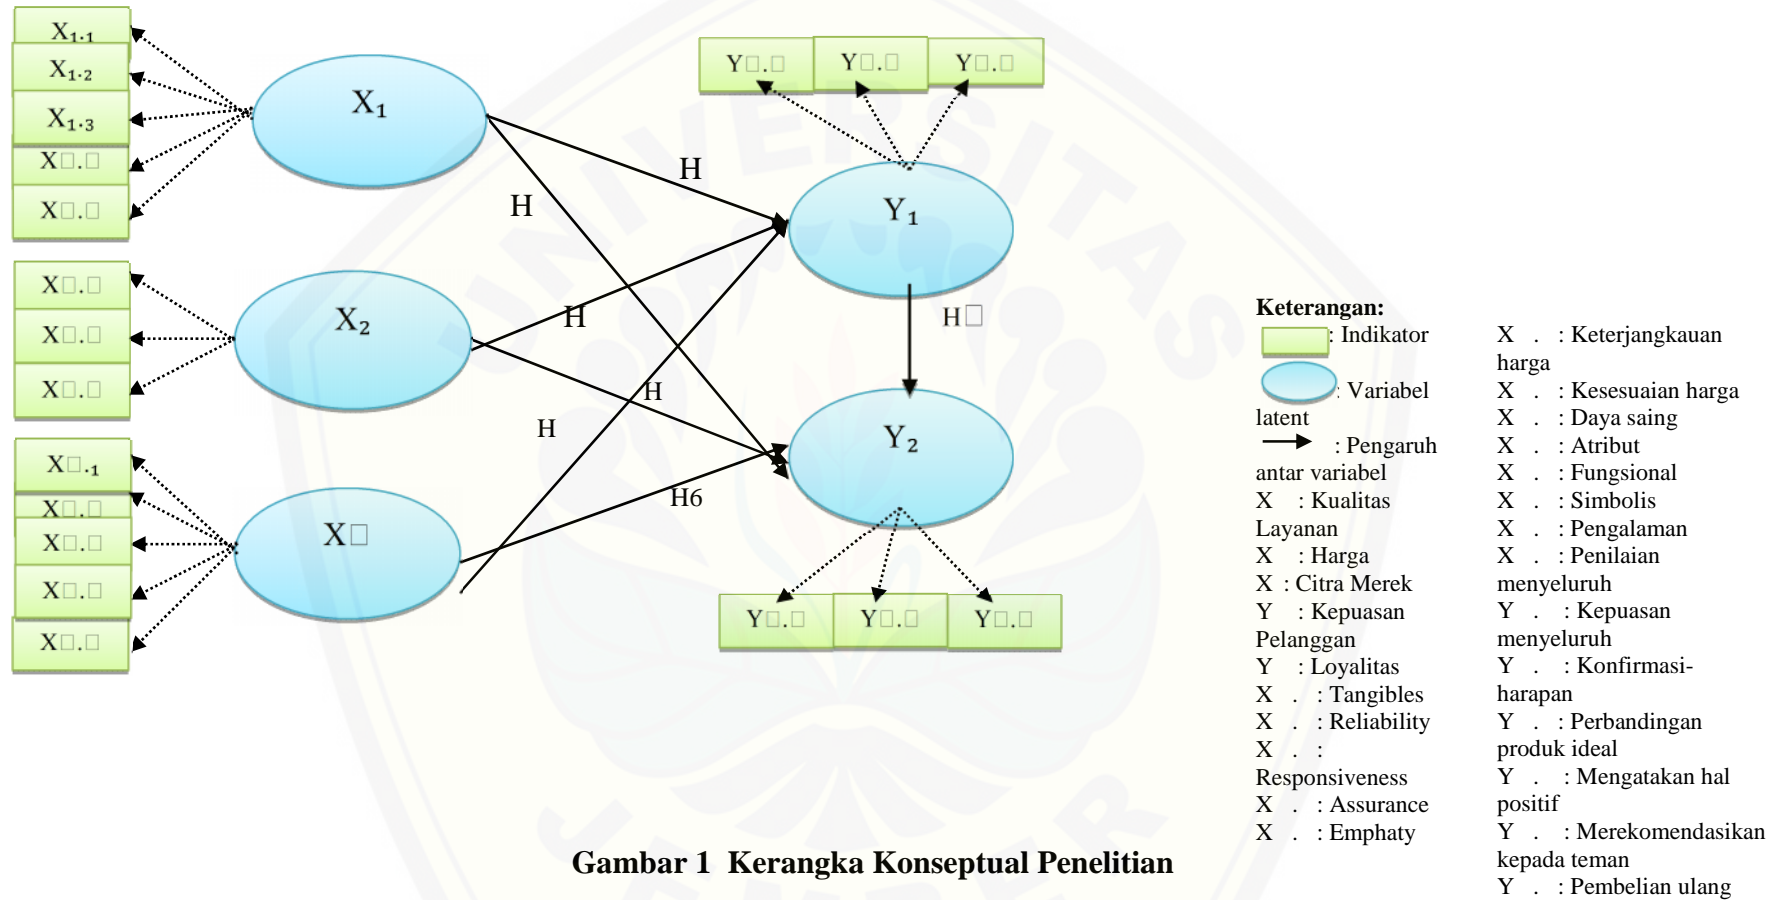 X₁.₁
X₁.₂
X₁.₃
X□.□
X□.□
X₁
X□.□
X□.□
X□.□
X₂
X□.₁
X□.□
X□.□
X□.□
X□.□
X□
Y□.□ Y□.□ Y□.□
Y₁
H
H
H
H
H
H6
H□
Y₂
Y□.□ Y□.□ Y□.□
Keterangan:
: Indikator
: Variabel
latent
: Pengaruh
antar variabel
X : Kualitas
Layanan
X : Harga
X : Citra Merek
Y : Kepuasan
Pelanggan
Y : Loyalitas
X . : Tangibles
X . : Reliability
X . :
Responsiveness
X . : Assurance
X . : Emphaty
X . : Keterjangkauan
harga
X . : Kesesuaian harga
X . : Daya saing
X . : Atribut
X . : Fungsional
X . : Simbolis
X . : Pengalaman
X . : Penilaian
menyeluruh
Y . : Kepuasan
menyeluruh
Y . : Konfirmasi-
harapan
Y . : Perbandingan
produk ideal
Y . : Mengatakan hal
positif
Y . : Merekomendasikan
kepada teman
Y . : Pembelian ulang
Gambar 1 Kerangka Konseptual Penelitian
UNIVERSITAS
JEMBER